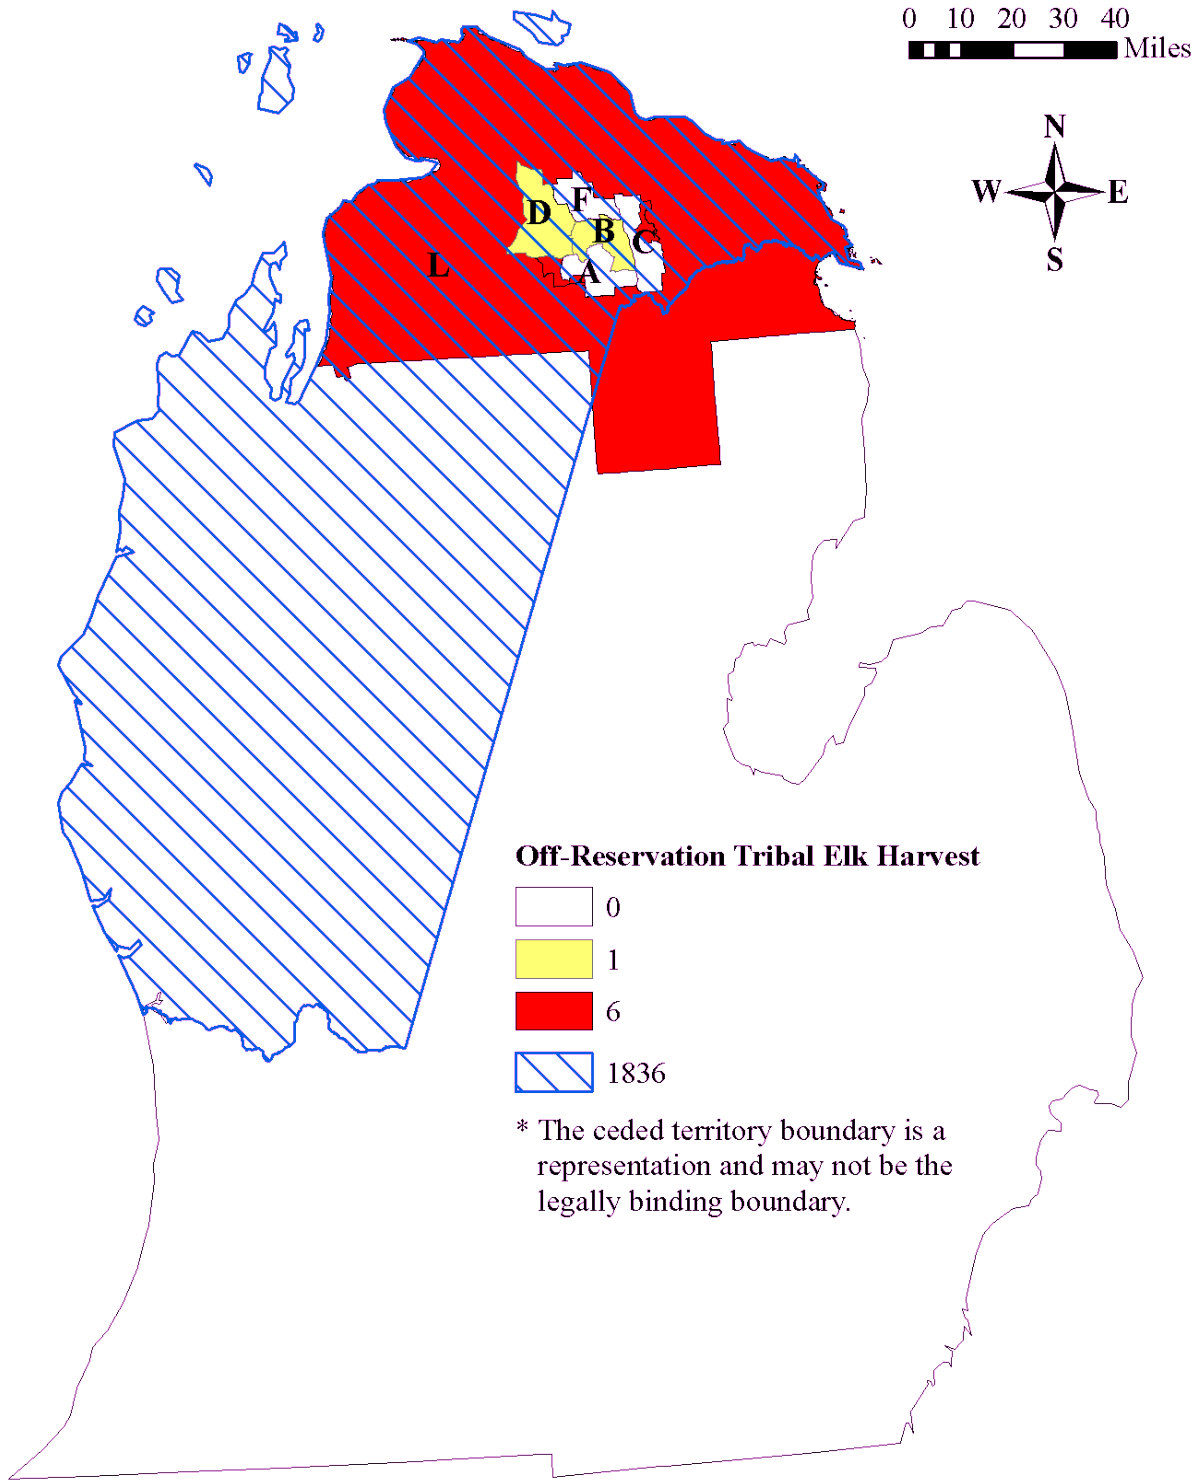 0 10 20 30 40
Miles
N
W E
S
F
D
B
C
L
A
Off-Reservation Tribal Elk Harvest
0
1
6
1836
* The ceded territory boundary is a
representation and may not be the
legally binding boundary.